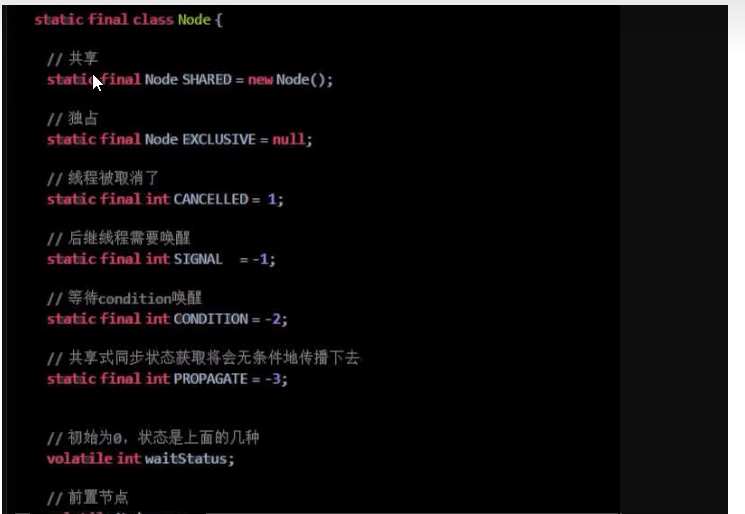 static final class Node {
// 共享
static final Node SHARED = new Node();
// 独占
static final Node EXCLUSIVE = null;
// 线程被取消了
static final int CANCELLED = 1;
// 后继线程需要唤醒
static final int SIGNAL = -1;
// 等待condition唤醒
static final int CONDITION = -2;
// 共享式同步状态获取将会无条件地传播下去
static final int PROPAGATE = -3;
// 初始为0，状态是上面的几种
volatile int waitStatus;
// 前置节点